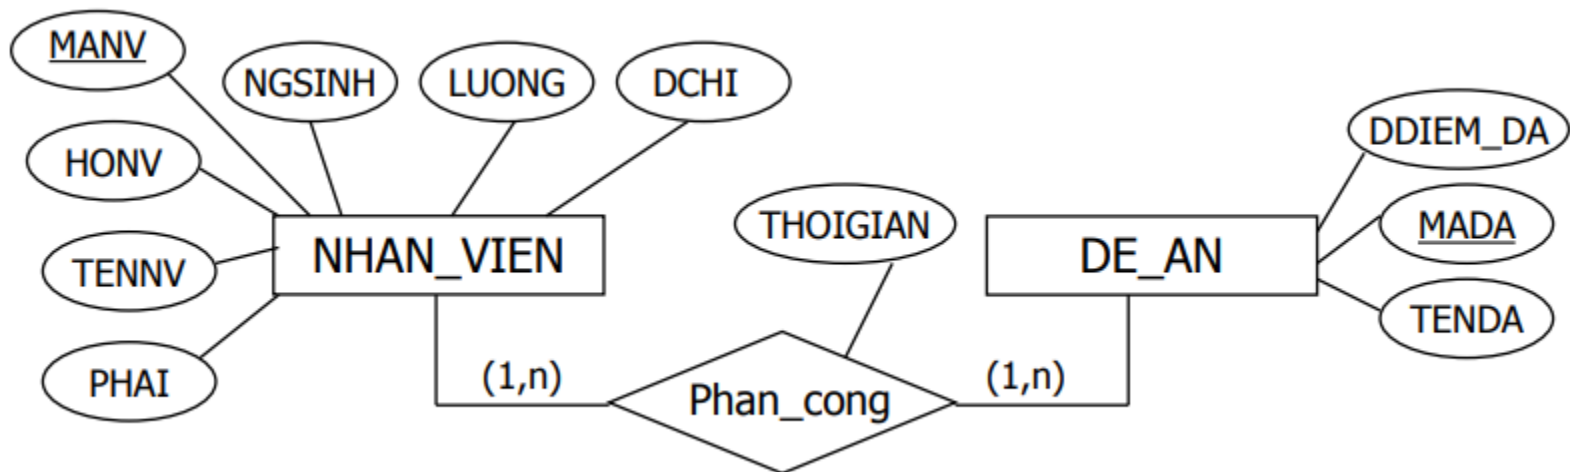 MANV
NGSINH
LUONG
DCHI
DDIEM_DA
HONV
THOIGIAN
MADA
NHAN_VIEN
DE_AN
TENNV
TENDA
PHAI
(1,n)
Phan_cong
(1,n)